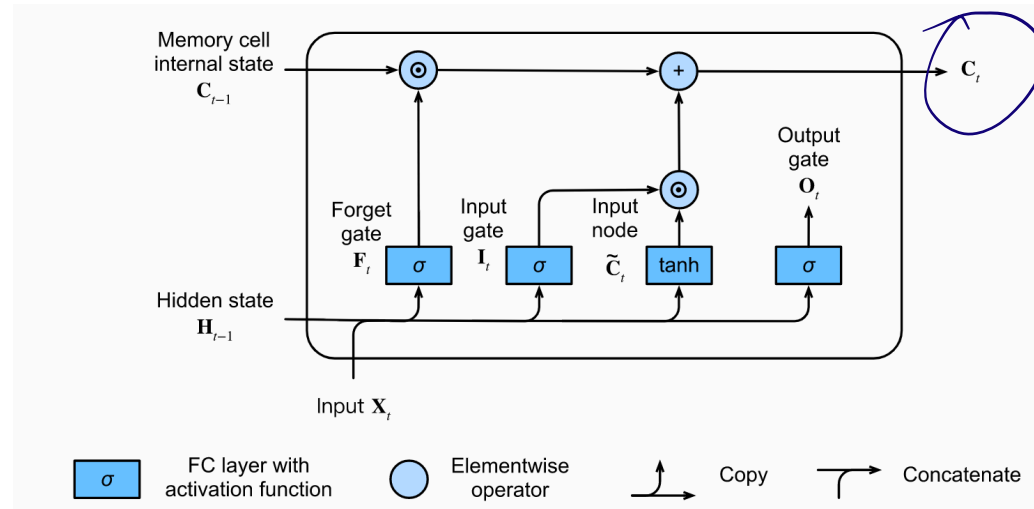 Memory cell
internal state
C_{t−1}
⊙
+
C_t
Output
gate
O_t
⊙
Forget
gate
F_t
Input
gate
I_t
Input
node
C̃_t
σ
σ
tanh
σ
Hidden state
H_{t−1}
Input X_t
σ
FC layer with
activation function
Elementwise
operator
Copy
Concatenate